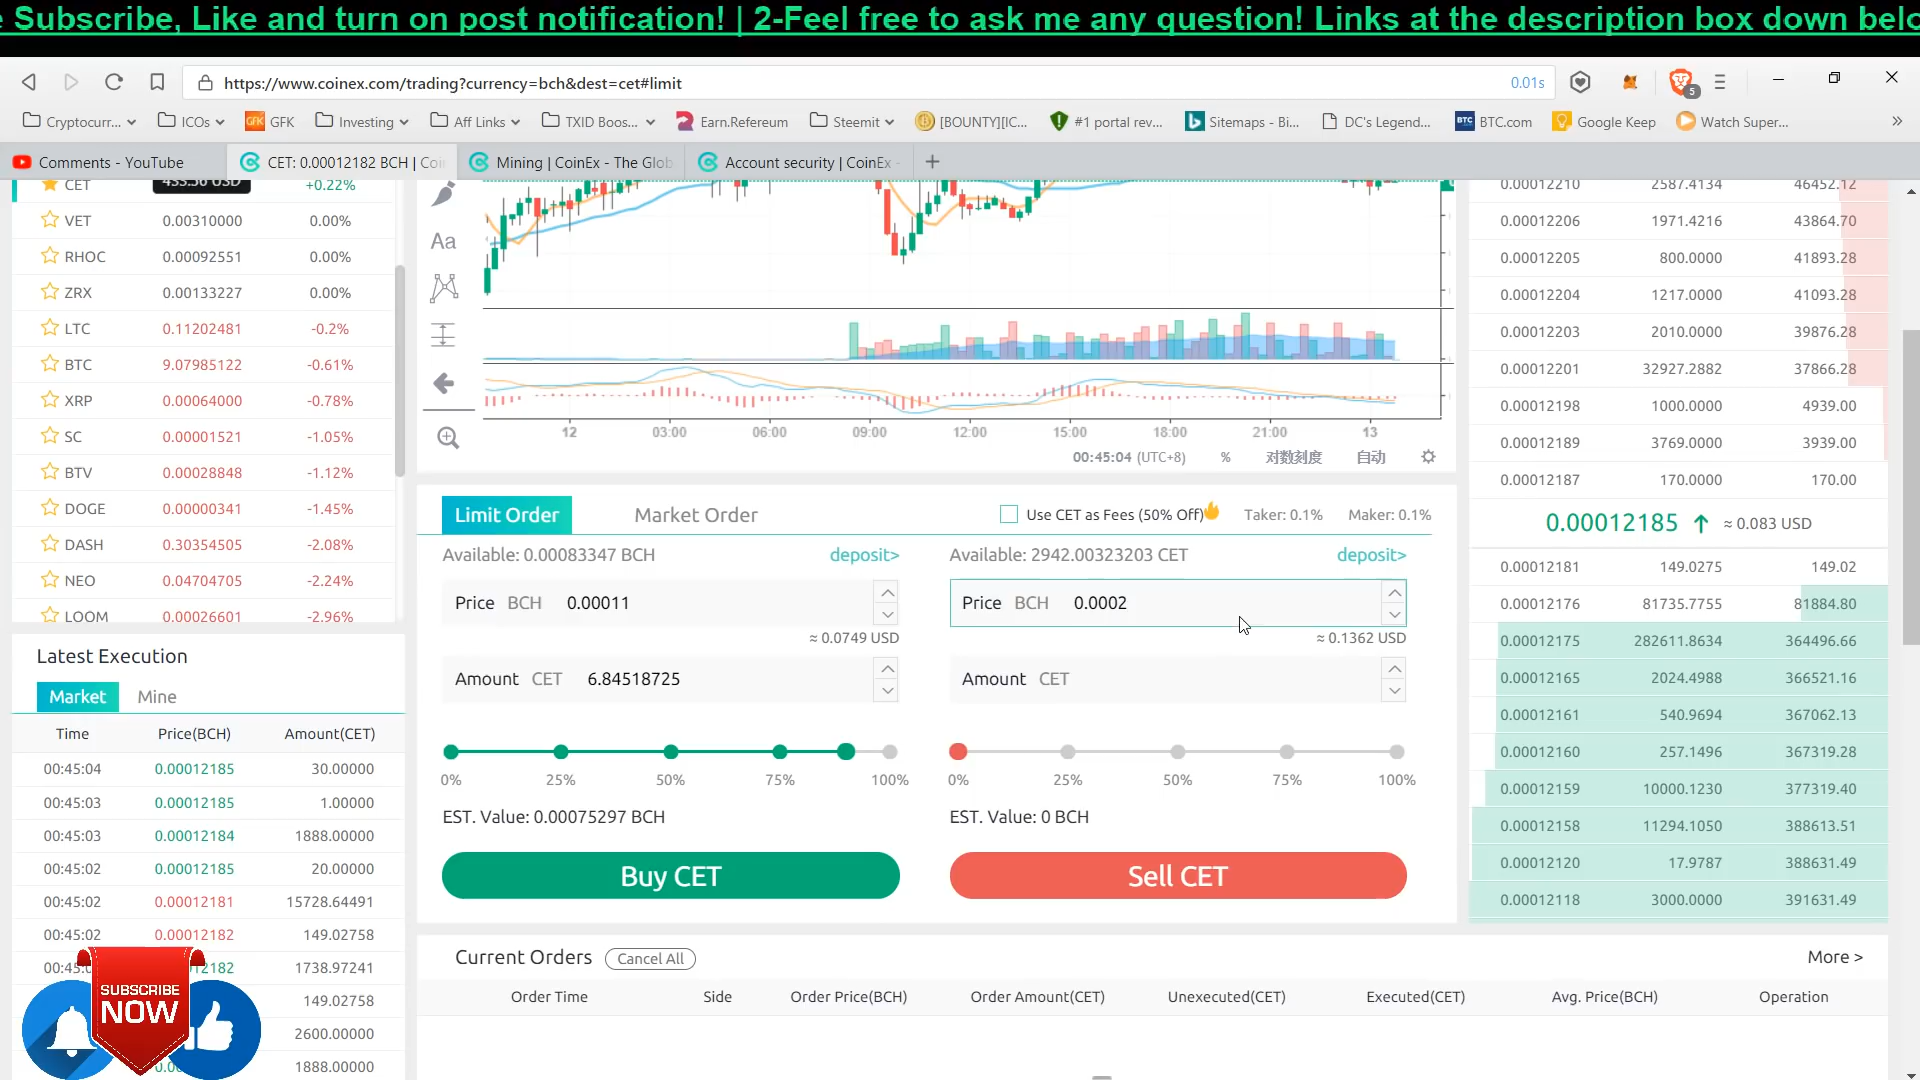 Subscribe, Like and turn on post notification! | 2-Feel free to ask me any question! Links at the description box down
https://www.coinex.com/trading?currency=bch&dest=cet#limit
0.01s
5
Cryptocurr...
ICOs
GFK
Investing
Aff Links
TXID Boos...
Earn.Refereum
Steemit
[BOUNTY][IC...
#1 portal rev...
Sitemaps - Bi...
DC's Legend...
BTC.com
Google Keep
Watch Super...
Comments - YouTube
CET: 0.00012182 BCH | Coi
Mining | CoinEx - The Glob
Account security | CoinEx -
CET +0.22%
VET 0.00310000 0.00%
RHOC 0.00092551 0.00%
ZRX 0.00133227 0.00%
LTC 0.11202481 -0.2%
BTC 9.07985122 -0.61%
XRP 0.00064000 -0.78%
SC 0.00001521 -1.05%
BTV 0.00028848 -1.12%
DOGE 0.00000341 -1.45%
DASH 0.30354505 -2.08%
NEO 0.04704705 -2.24%
LOOM 0.00026601 -2.96%
Latest Execution
Market Mine
Time Price(BCH) Amount(CET)
00:45:04 0.00012185 30.00000
00:45:03 0.00012185 1.00000
00:45:03 0.00012184 1888.00000
00:45:02 0.00012185 20.00000
00:45:02 0.00012181 15728.64491
00:45:02 0.00012182 149.02758
1738.97241
149.02758
2600.00000
1888.00000
SUBSCRIBE
NOW
Aa
12 03:00 06:00 09:00 12:00 15:00 18:00 21:00 13
00:45:04 (UTC+8) % 对数刻度 自动
Limit Order Market Order
Use CET as Fees (50% Off) Taker: 0.1% Maker: 0.1%
Available: 0.00083347 BCH deposit>
Price BCH 0.00011
≈ 0.0749 USD
Amount CET 6.84518725
0% 25% 50% 75% 100%
EST. Value: 0.00075297 BCH
Buy CET
Available: 2942.00323203 CET deposit>
Price BCH 0.0002
≈ 0.1362 USD
Amount CET
0% 25% 50% 75% 100%
EST. Value: 0 BCH
Sell CET
Current Orders Cancel All More >
Order Time Side Order Price(BCH) Order Amount(CET) Unexecuted(CET) Executed(CET) Avg. Price(BCH) Operation
0.00012210 2587.4134 46452.12
0.00012206 1971.4216 43864.70
0.00012205 800.0000 41893.28
0.00012204 1217.0000 41093.28
0.00012203 2010.0000 39876.28
0.00012201 32927.2882 37866.28
0.00012198 1000.0000 4939.00
0.00012189 3769.0000 3939.00
0.00012187 170.0000 170.00
0.00012185 ↑ ≈ 0.083 USD
0.00012181 149.0275 149.02
0.00012176 81735.7755 81884.80
0.00012175 282611.8634 364496.66
0.00012165 2024.4988 366521.16
0.00012161 540.9694 367062.13
0.00012160 257.1496 367319.28
0.00012159 10000.1230 377319.40
0.00012158 11294.1050 388613.51
0.00012120 17.9787 388631.49
0.00012118 3000.0000 391631.49